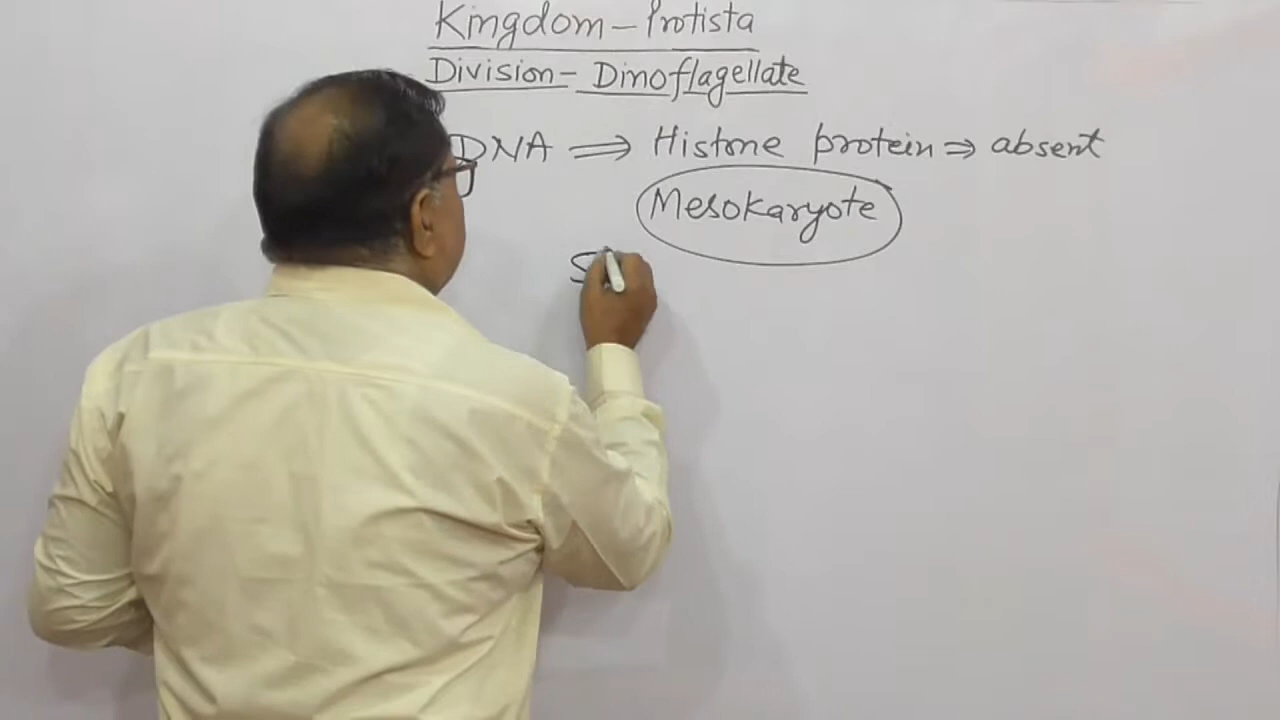 Kingdom - Protista
Division - Dinoflagellate
DNA ⇒ Histone protein ⇒ absent
Mesokaryote
S